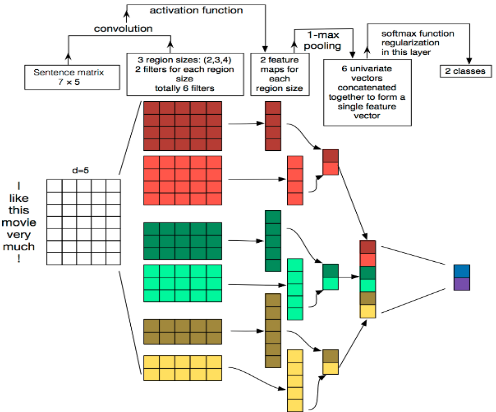 activation function
convolution
1-max
pooling
softmax function
regularization
in this layer
Sentence matrix
7 × 5
3 region sizes: (2,3,4)
2 filters for each region
size
totally 6 filters
2 feature
maps for
each
region size
6 univariate
vectors
concatenated
together to form a
single feature
vector
2 classes
d=5
I
like
this
movie
very
much
!